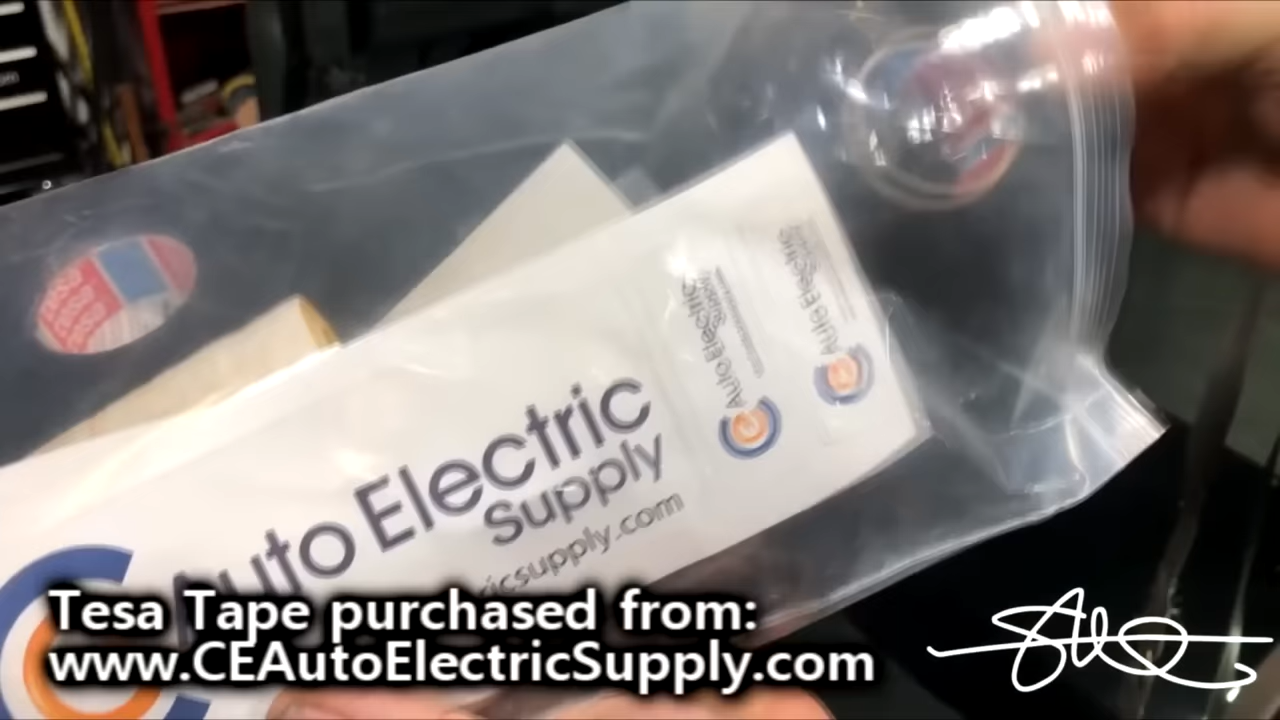 Auto Electric
Supply
Auto Electric
Supply
Auto Electric
Supply
icsupply.com
Tesa Tape purchased from:
www.CEAutoElectricSupply.com